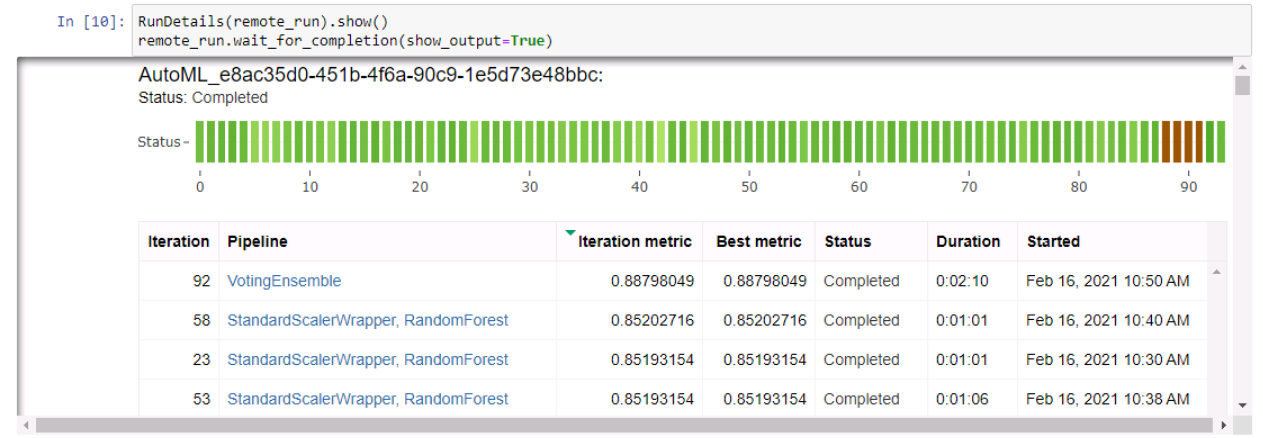 In [10]: RunDetails(remote_run).show()
remote_run.wait_for_completion(show_output=True)
AutoML_e8ac35d0-451b-4f6a-90c9-1e5d73e48bbc:
Status: Completed
Status
0 10 20 30 40 50 60 70 80 90
Iteration Pipeline Iteration metric Best metric Status Duration Started
92 VotingEnsemble 0.88798049 0.88798049 Completed 0:02:10 Feb 16, 2021 10:50 AM
58 StandardScalerWrapper, RandomForest 0.85202716 0.85202716 Completed 0:01:01 Feb 16, 2021 10:40 AM
23 StandardScalerWrapper, RandomForest 0.85193154 0.85193154 Completed 0:01:01 Feb 16, 2021 10:30 AM
53 StandardScalerWrapper, RandomForest 0.85193154 0.85193154 Completed 0:01:06 Feb 16, 2021 10:38 AM